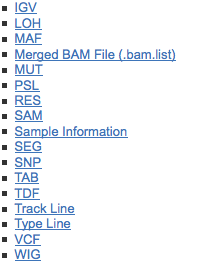 IGV
LOH
MAF
Merged BAM File (.bam.list)
MUT
PSL
RES
SAM
Sample Information
SEG
SNP
TAB
TDF
Track Line
Type Line
VCF
WIG